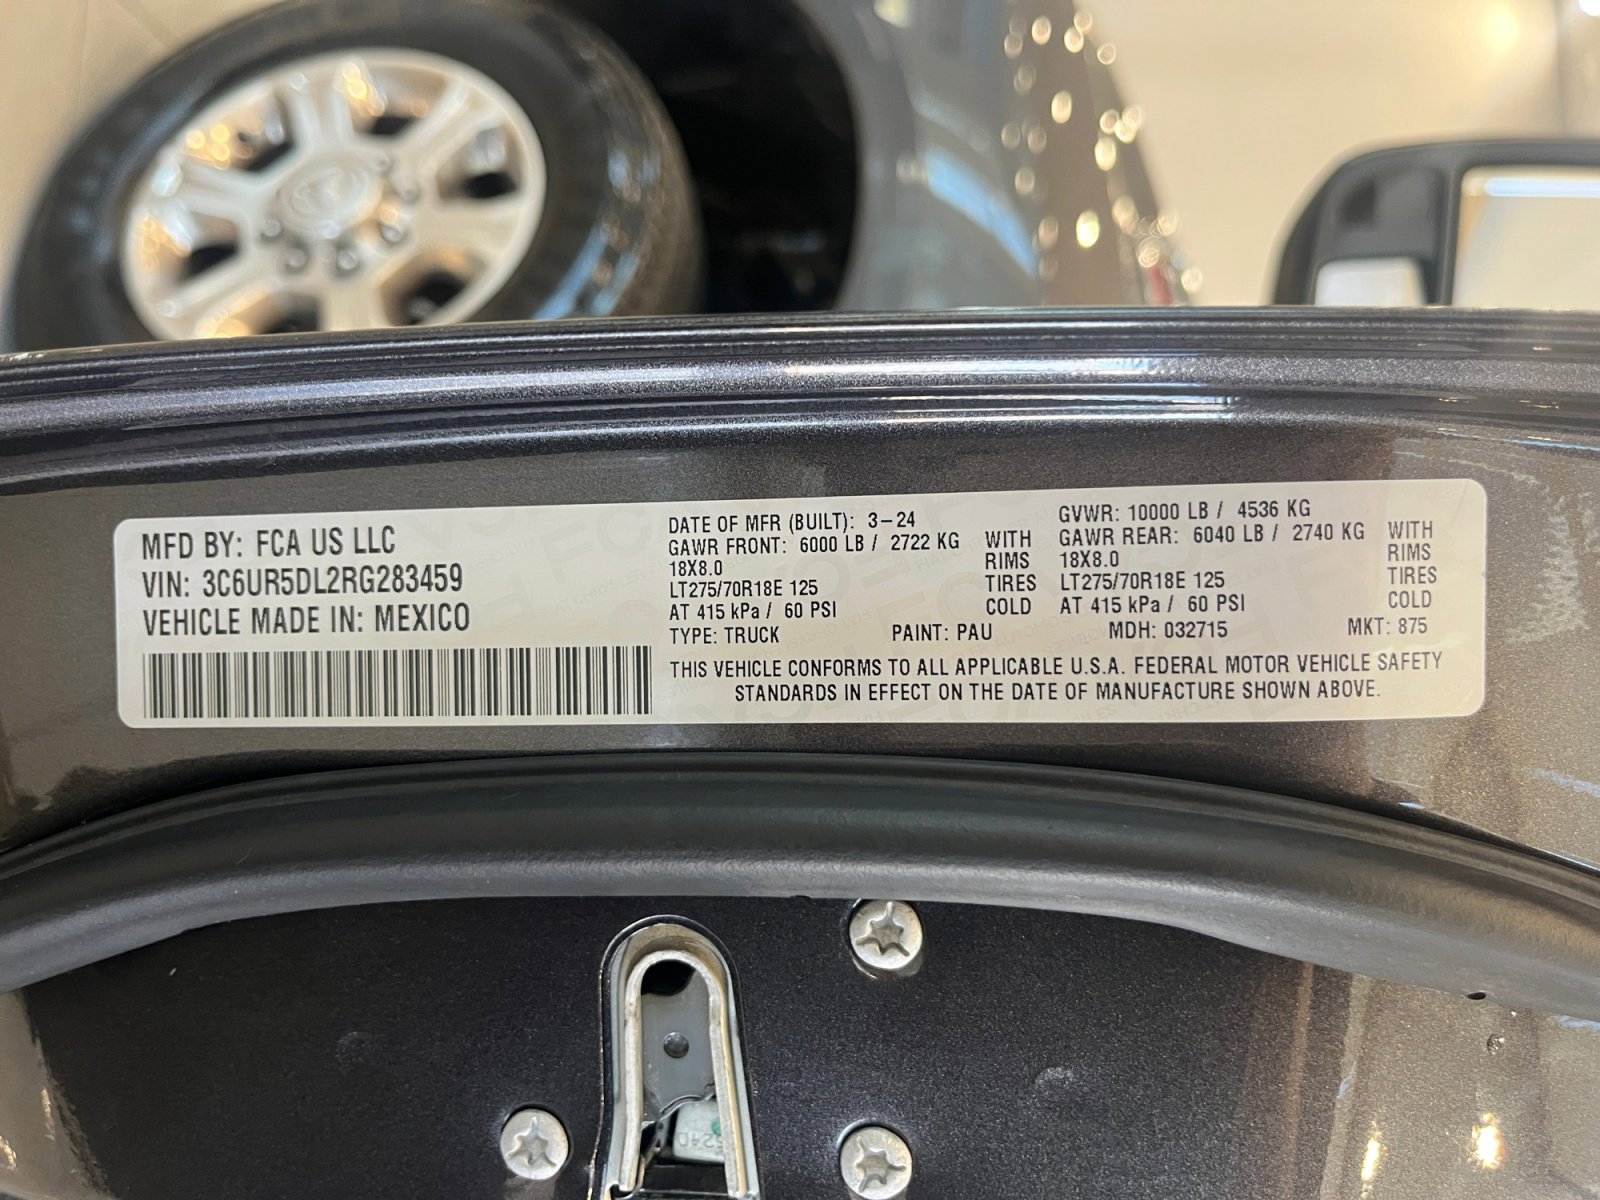 MFD BY: FCA US LLC
VIN: 3C6UR5DL2RG283459
VEHICLE MADE IN: MEXICO
DATE OF MFR (BUILT): 3-24
GAWR FRONT: 6000 LB / 2722 KG WITH
18X8.0 RIMS
LT275/70R18E 125 TIRES
AT 415 kPa / 60 PSI COLD
GVWR: 10000 LB / 4536 KG
GAWR REAR: 6040 LB / 2740 KG WITH
18X8.0 RIMS
LT275/70R18E 125 TIRES
AT 415 kPa / 60 PSI COLD
TYPE: TRUCK PAINT: PAU MDH: 032715 MKT: 875
THIS VEHICLE CONFORMS TO ALL APPLICABLE U.S.A. FEDERAL MOTOR VEHICLE SAFETY
STANDARDS IN EFFECT ON THE DATE OF MANUFACTURE SHOWN ABOVE.